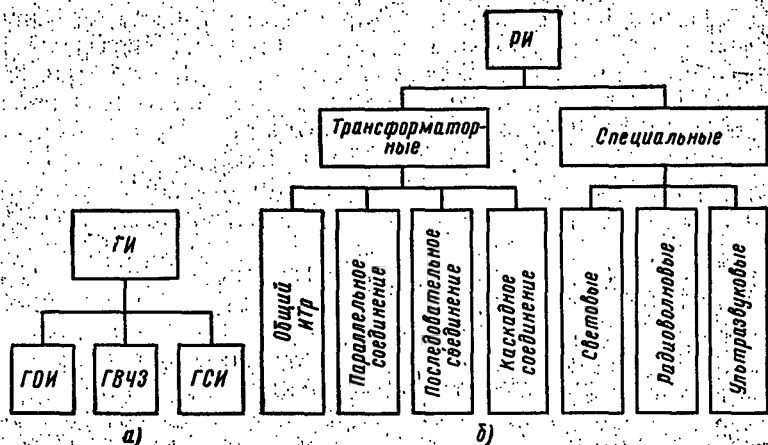 РИ
Трансформатор-
ные
Специальные
ГИ
ГОИ
ГВЧЗ
ГСИ
Общий
ИТр
Параллельное
соединение
Последовательное
соединение
Каскадное
соединение
Световые
Радиоволновые
Ультразвуковые
а)
б)